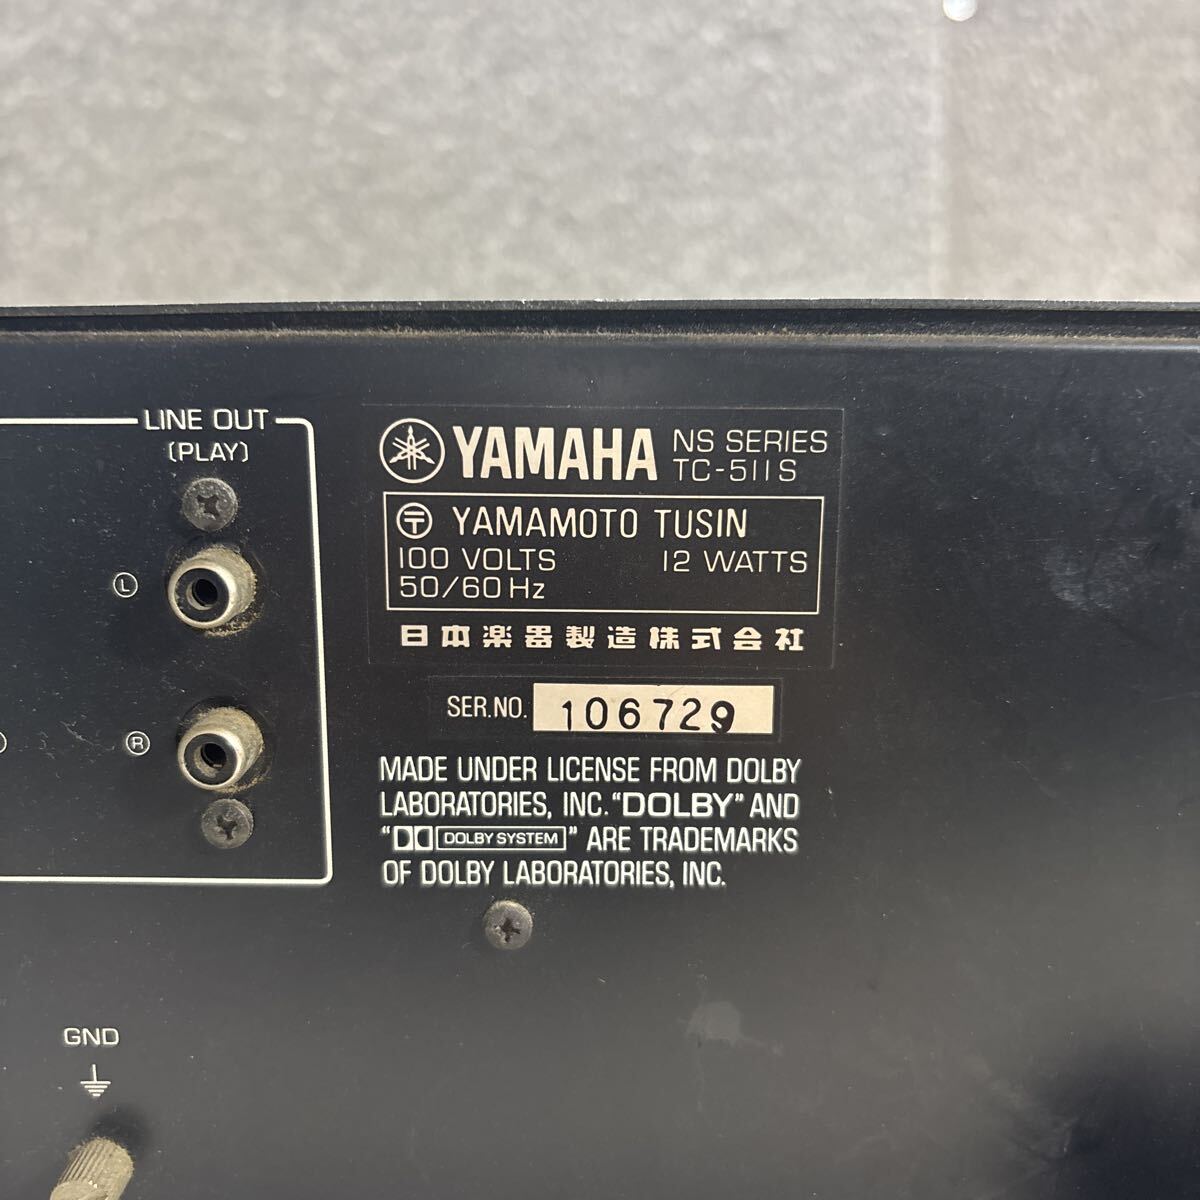 LINE OUT
(PLAY)
L
R
GND
YAMAHA NS SERIES
TC-511S
〒 YAMAMOTO TUSIN
100 VOLTS 12 WATTS
50/60 Hz
日本楽器製造株式会社
SER.NO. 106729
MADE UNDER LICENSE FROM DOLBY
LABORATORIES, INC. "DOLBY" AND
"DOLBY SYSTEM" ARE TRADEMARKS
OF DOLBY LABORATORIES, INC.